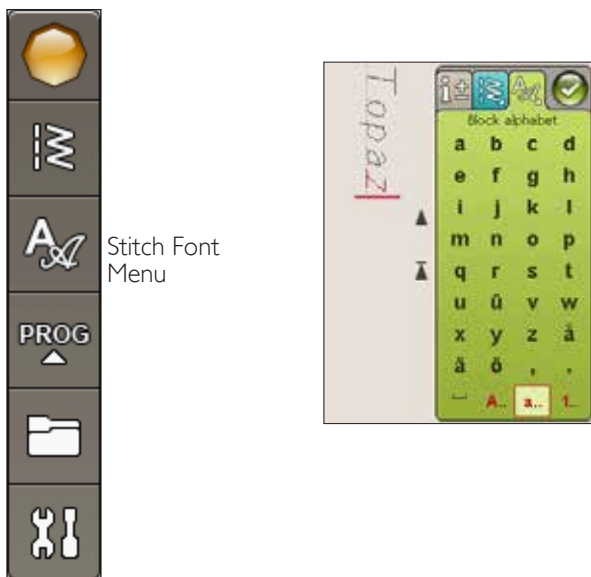 Stitch Font
Menu
PROG
Topaz
Block alphabet
a b c d
e f g h
i j k l
m n o p
q r s t
u ü v w
x y z å
ä ö , .
A.. a... 1...